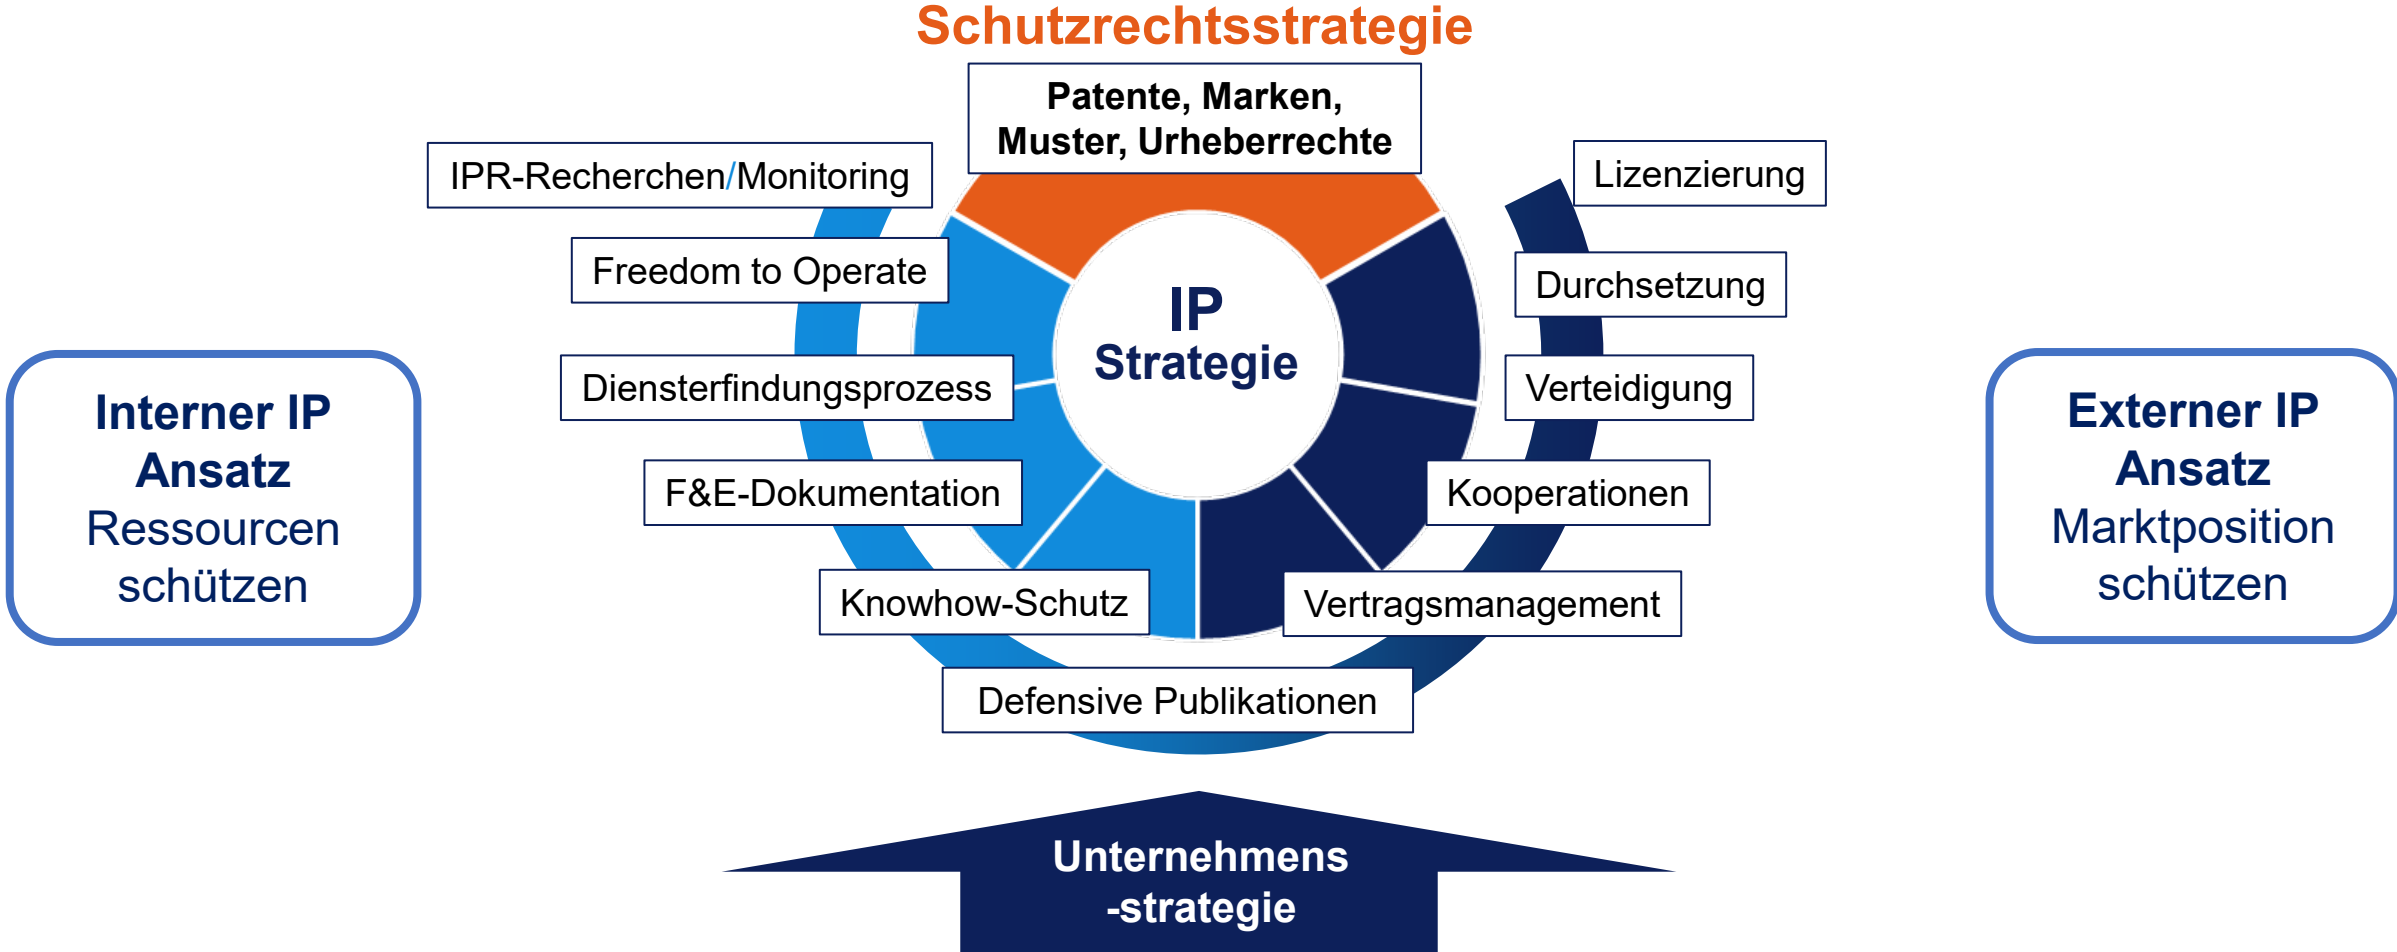 Schutzrechtsstrategie
Patente, Marken,
Muster, Urheberrechte
IPR-Recherchen/Monitoring
Freedom to Operate
Diensterfindungsprozess
F&E-Dokumentation
Knowhow-Schutz
Defensive Publikationen
Lizenzierung
Durchsetzung
Verteidigung
Kooperationen
Vertragsmanagement
IP
Strategie
Interner IP
Ansatz
Ressourcen
schützen
Externer IP
Ansatz
Marktposition
schützen
Unternehmens
-strategie